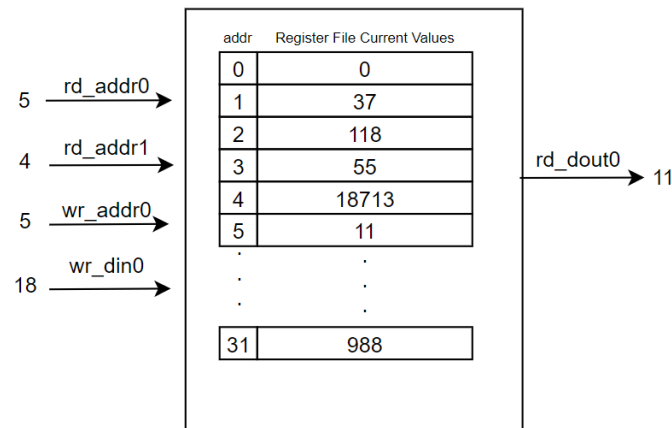 addr Register File Current Values
0 0
5 rd_addr0
1 37
2 118
4 rd_addr1
3 55
rd_dout0 11
4 18713
5 wr_addr0
5 11
18 wr_din0
. .
. .
. .
31 988